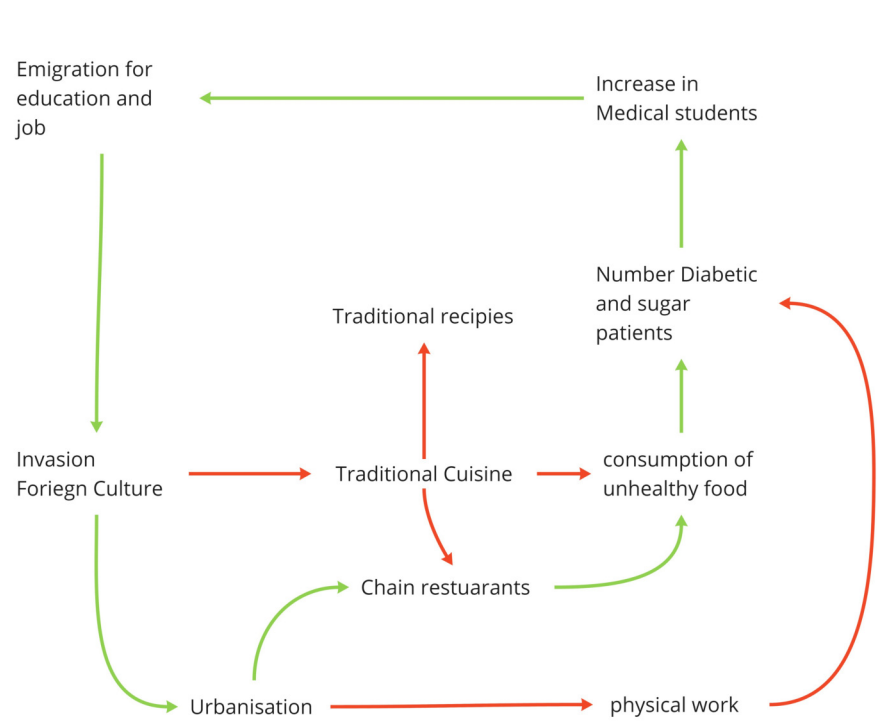 Emigration for
education and
job
Increase in
Medical students
Number Diabetic
and sugar
patients
Traditional recipies
Invasion
Foriegn Culture
Traditional Cuisine
consumption of
unhealthy food
Chain restuarants
Urbanisation
physical work